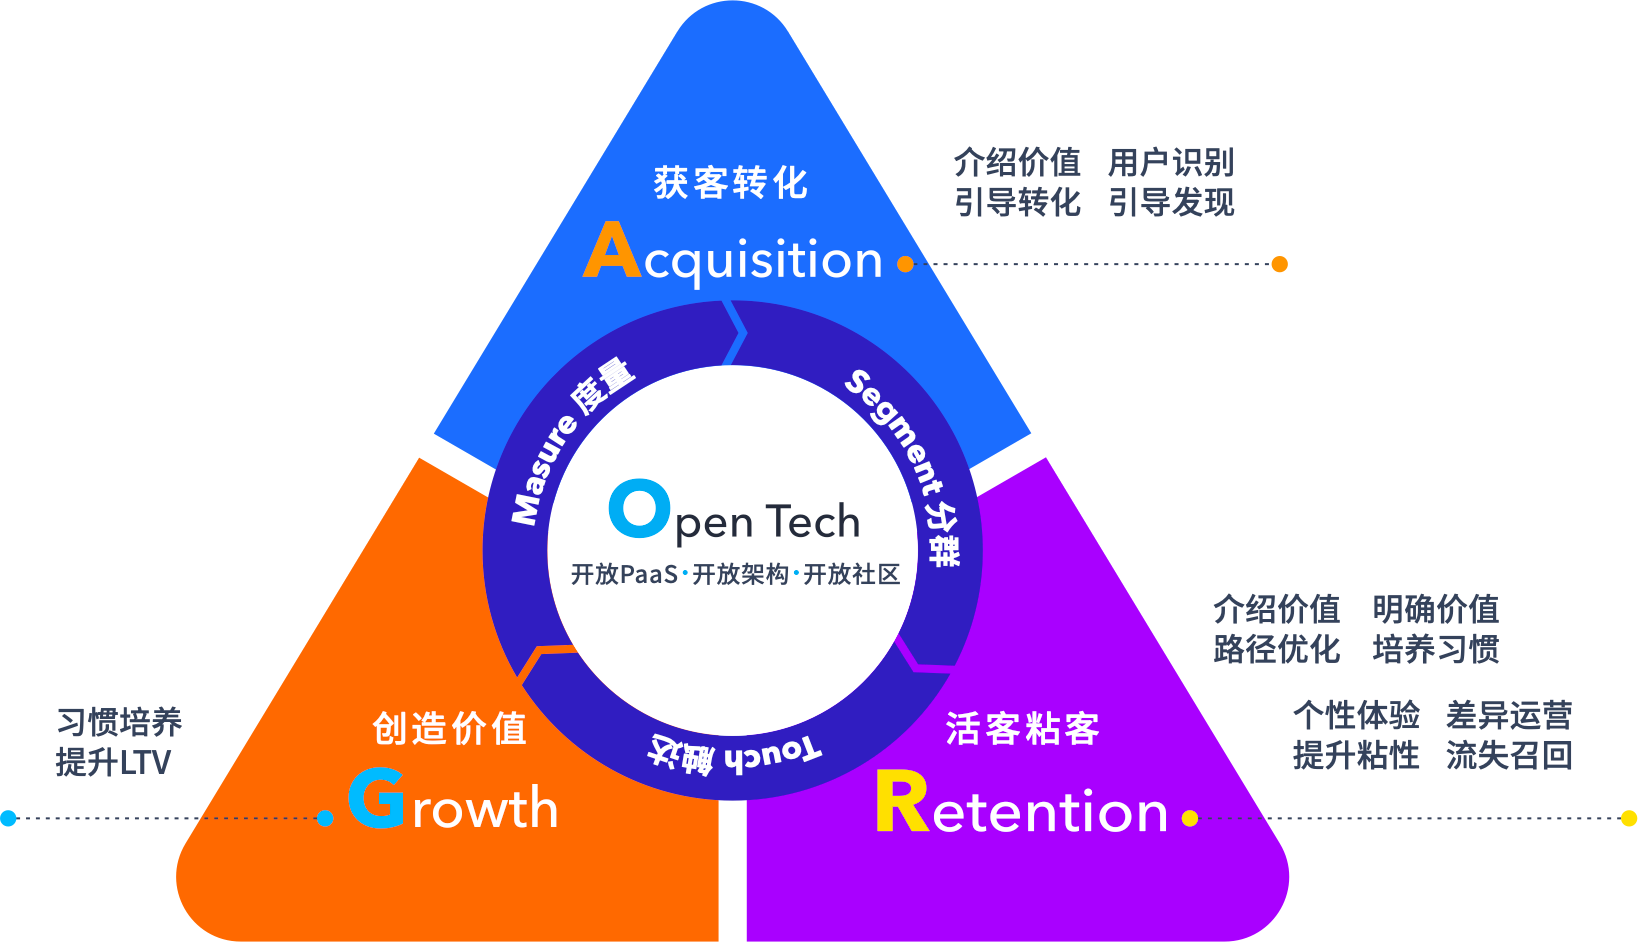 获客转化
Acquisition
介绍价值 用户识别
引导转化 引导发现
Masure 度量
Segment 分群
Touch 触达
Open Tech
开放PaaS·开放架构·开放社区
创造价值
Growth
习惯培养
提升LTV
活客粘客
Retention
介绍价值 明确价值
路径优化 培养习惯
个性体验 差异运营
提升粘性 流失召回